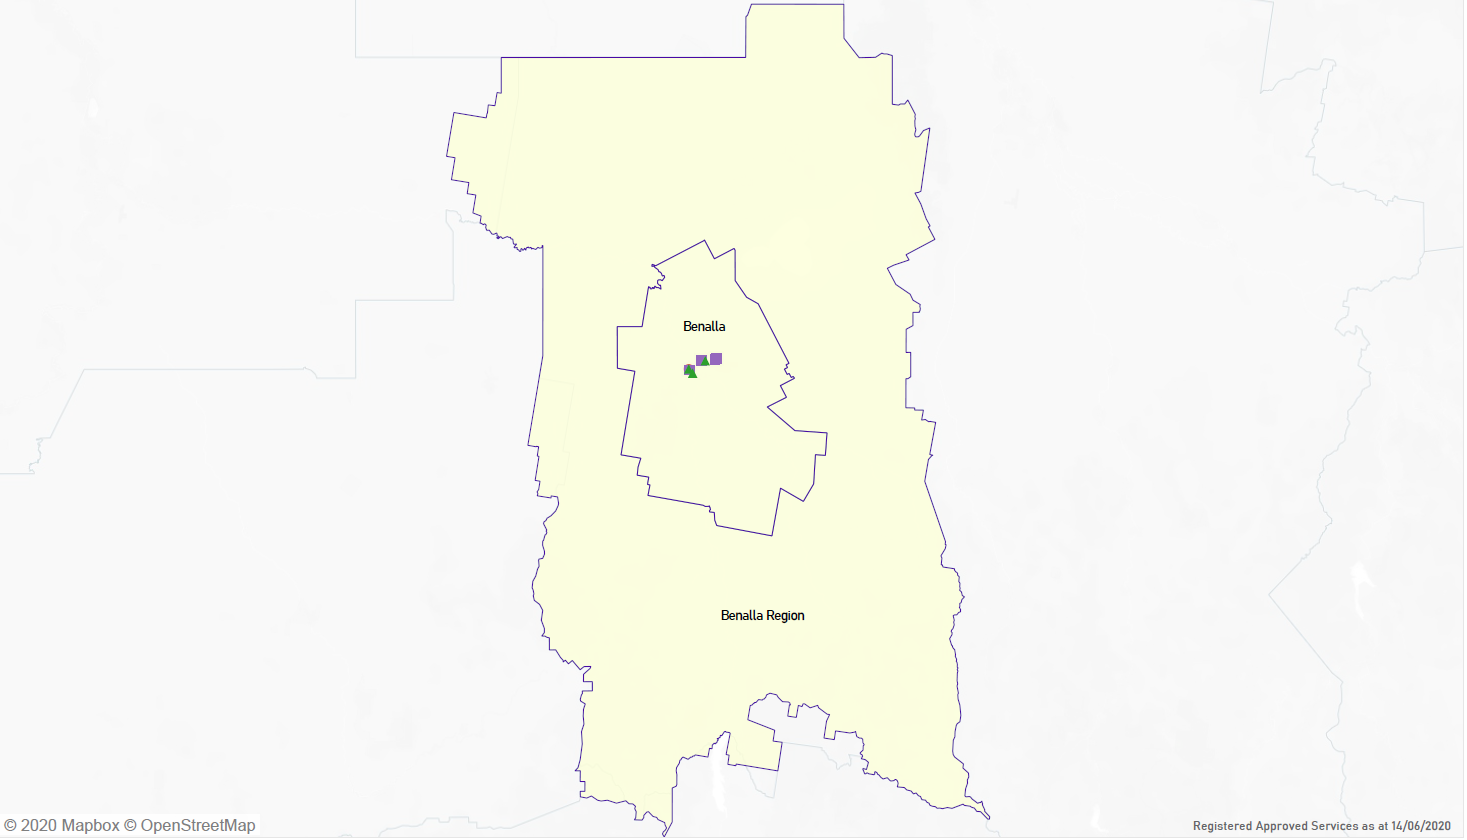 Benalla
Benalla Region
© 2020 Mapbox © OpenStreetMap
Registered Approved Services as at 14/06/2020